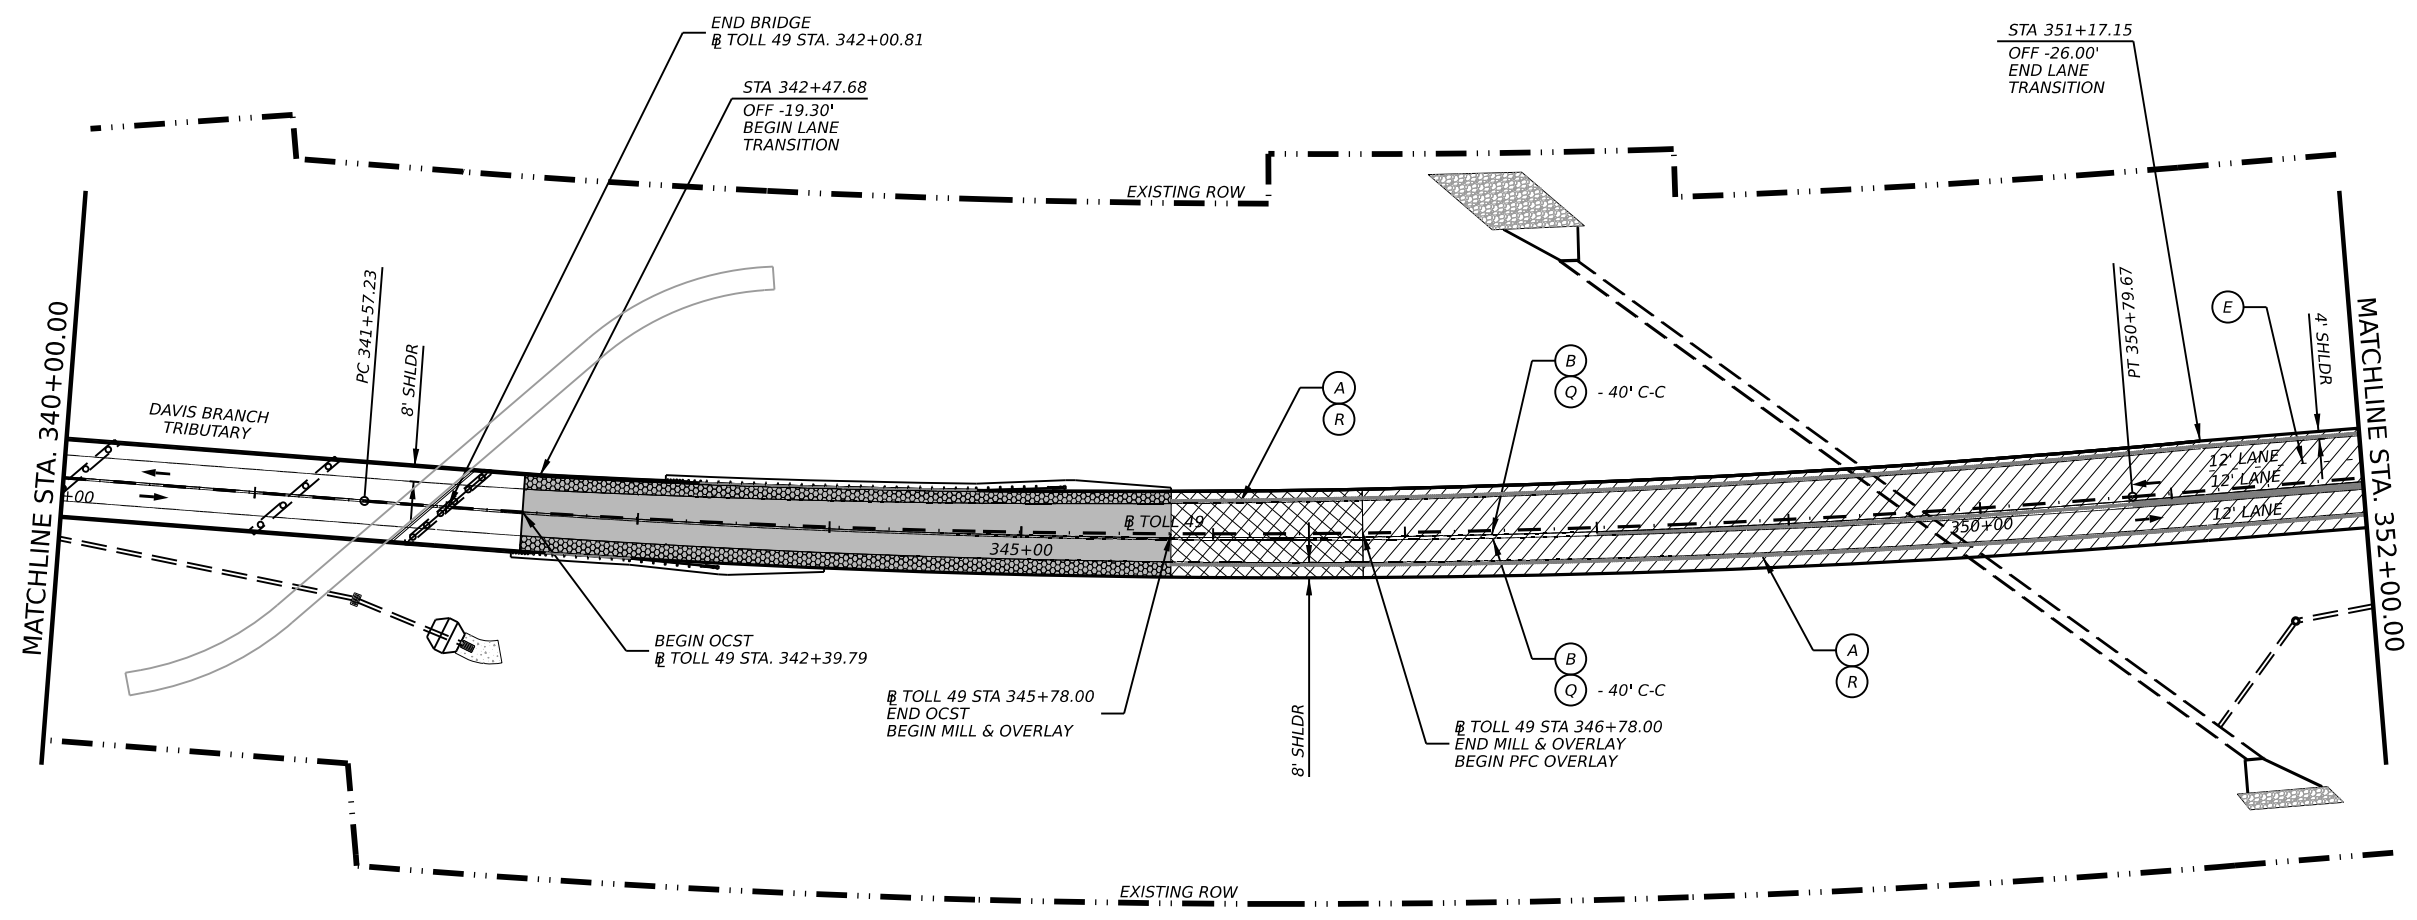 END BRIDGE
℄ TOLL 49 STA. 342+00.81
STA 342+47.68
OFF -19.30'
BEGIN LANE
TRANSITION
STA 351+17.15
OFF -26.00'
END LANE
TRANSITION
EXISTING ROW
MATCHLINE STA. 340+00.00
PC 341+57.23
8' SHLDR
DAVIS BRANCH
TRIBUTARY
+00
A
R
B
Q - 40' C-C
PT 350+79.67
E
4' SHLDR
MATCHLINE STA. 352+00.00
12' LANE
12' LANE
12' LANE
℄ TOLL 49
345+00
350+00
BEGIN OCST
℄ TOLL 49 STA. 342+39.79
℄ TOLL 49 STA 345+78.00
END OCST
BEGIN MILL & OVERLAY
8' SHLDR
B
Q - 40' C-C
℄ TOLL 49 STA 346+78.00
END MILL & OVERLAY
BEGIN PFC OVERLAY
A
R
EXISTING ROW